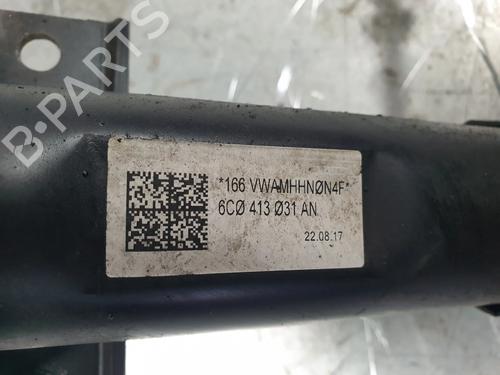 B-PARTS
*166 VWAMHHNØN4F*
6CØ 413 Ø31 AN
22.08.17